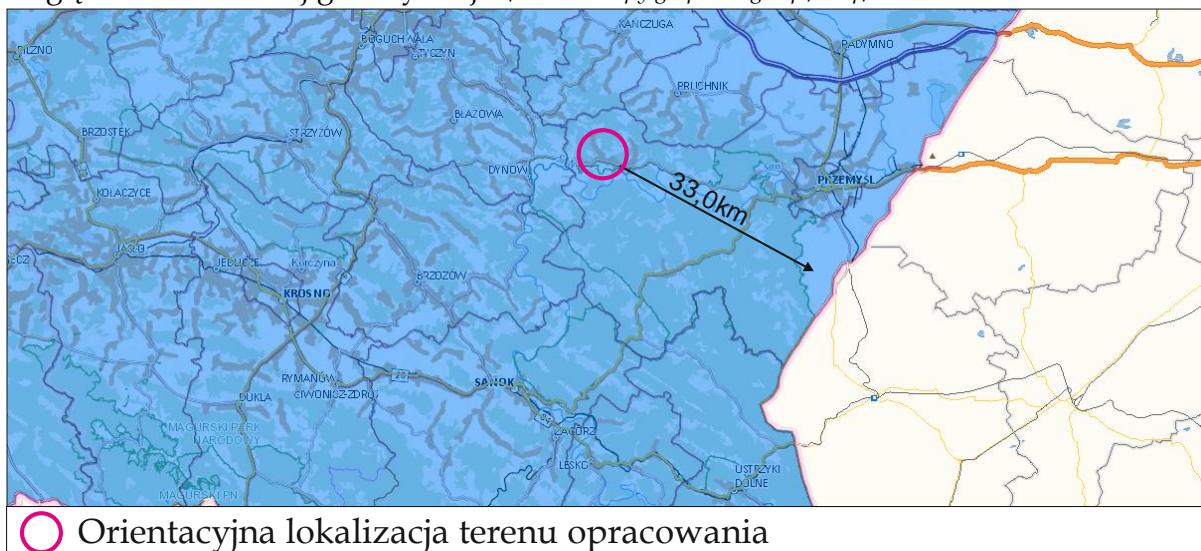 PILZNO
BOGUCHWAŁA
TYCZYN
KAŃCZUGA
RADYMNO
PRUCHNIK
BŁAŻOWA
BRZOSTEK
STRZYŻÓW
DYNÓW
KOŁACZYCE
PRZEMYŚL
33,0km
JASŁO
JEDLICZE
Korczyna
BRZOZÓW
KROSNO
RYMANÓW
IWONICZ-ZDRÓJ
28
SANOK
DUKLA
ZAGÓRZ
MAGURSKI PARK
NARODOWY
LESKO
USTRZYKI
DOLNE
MAGURSKI PN
Orientacyjna lokalizacja terenu opracowania